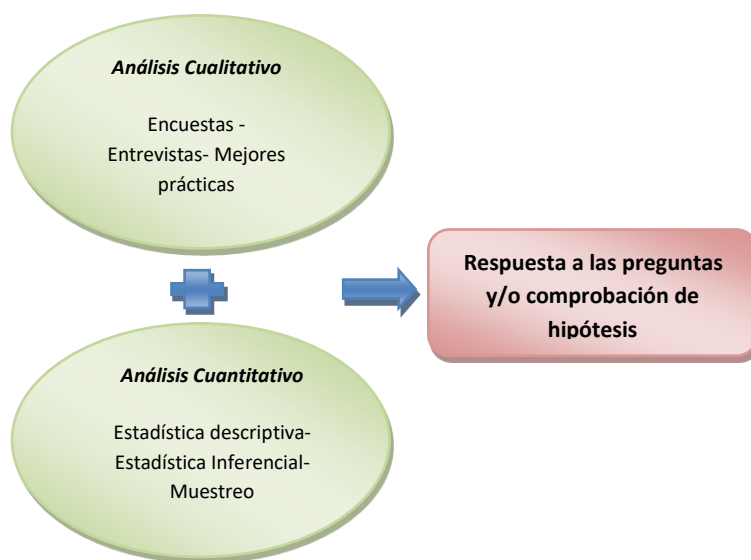 Análisis Cualitativo
Encuestas -
Entrevistas- Mejores
prácticas
Respuesta a las preguntas
y/o comprobación de
hipótesis
Análisis Cuantitativo
Estadística descriptiva-
Estadística Inferencial-
Muestreo